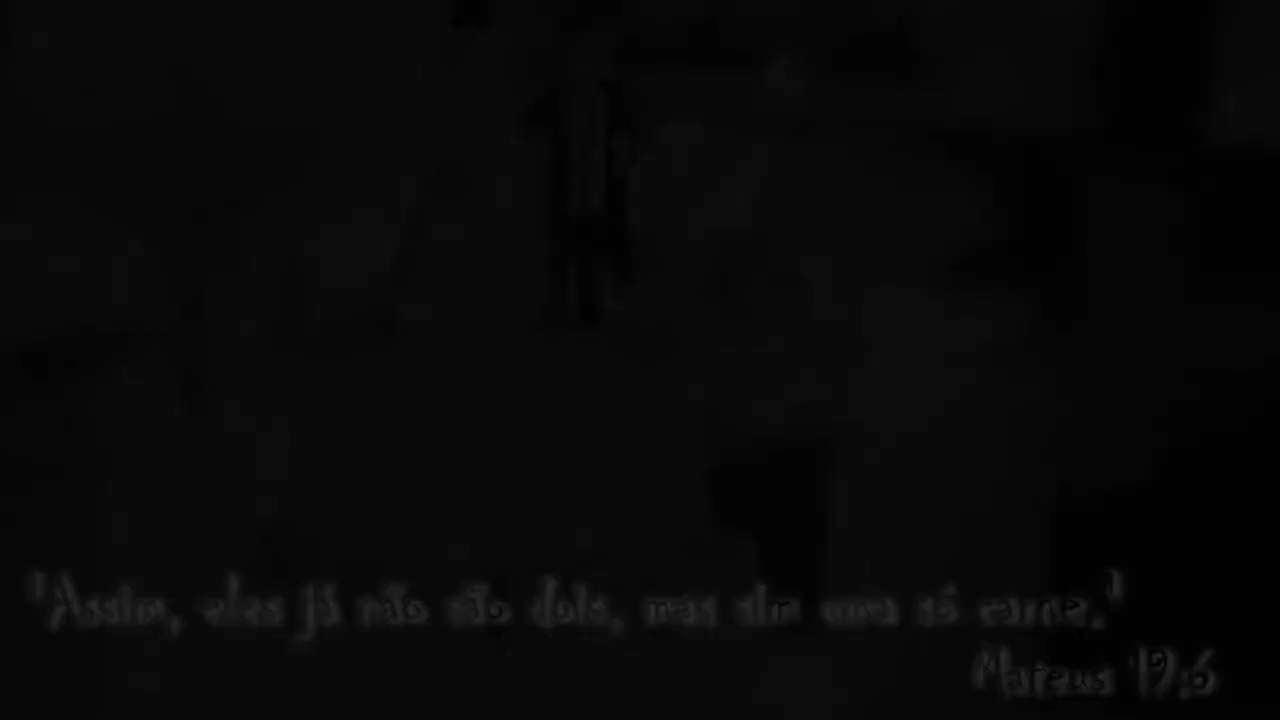 "Assim, eles já não são dois, mas sim uma só carne."
Mateus 19:6